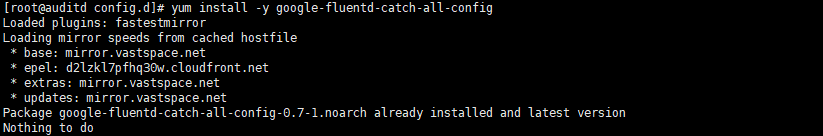 [root@auditd config.d]# yum install -y google-fluentd-catch-all-config
Loaded plugins: fastestmirror
Loading mirror speeds from cached hostfile
 * base: mirror.vastspace.net
 * epel: d2lzkl7pfhq30w.cloudfront.net
 * extras: mirror.vastspace.net
 * updates: mirror.vastspace.net
Package google-fluentd-catch-all-config-0.7-1.noarch already installed and latest version
Nothing to do